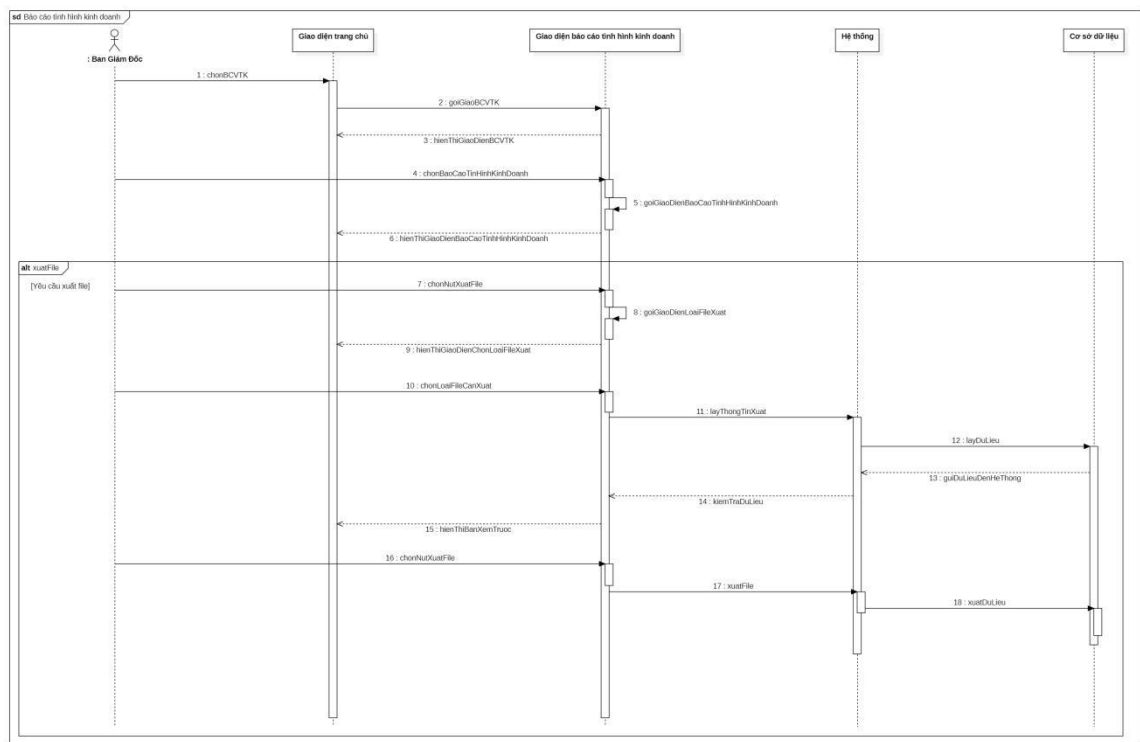 sd Báo cáo tình hình kinh doanh
: Ban Giám Đốc
Giao diện trang chủ
Giao diện báo cáo tình hình kinh doanh
Hệ thống
Cơ sở dữ liệu
1 : chonBCVTK
2 : goiGiaoBCVTK
3 : hienThiGiaoDienBCVTK
4 : chonBaoCaoTinHinhKinhDoanh
5 : goiGiaoDienBaoCaoTinhHinhKinhDoanh
6 : hienThiGiaoDienBaoCaoTinhHinhKinhDoanh
alt xuatFile
[Yêu cầu xuất file]
7 : chonNutXuatFile
8 : goiGiaoDienLoaiFileXuat
9 : hienThiGiaoDienChonLoaiFileXuat
10 : chonLoaiFileCanXuat
11 : layThongTinXuat
12 : layDuLieu
13 : guiDuLieuDenHeThong
14 : kiemTraDuLieu
15 : hienThiBanXemTruoc
16 : chonNutXuatFile
17 : xuatFile
18 : xuatDuLieu